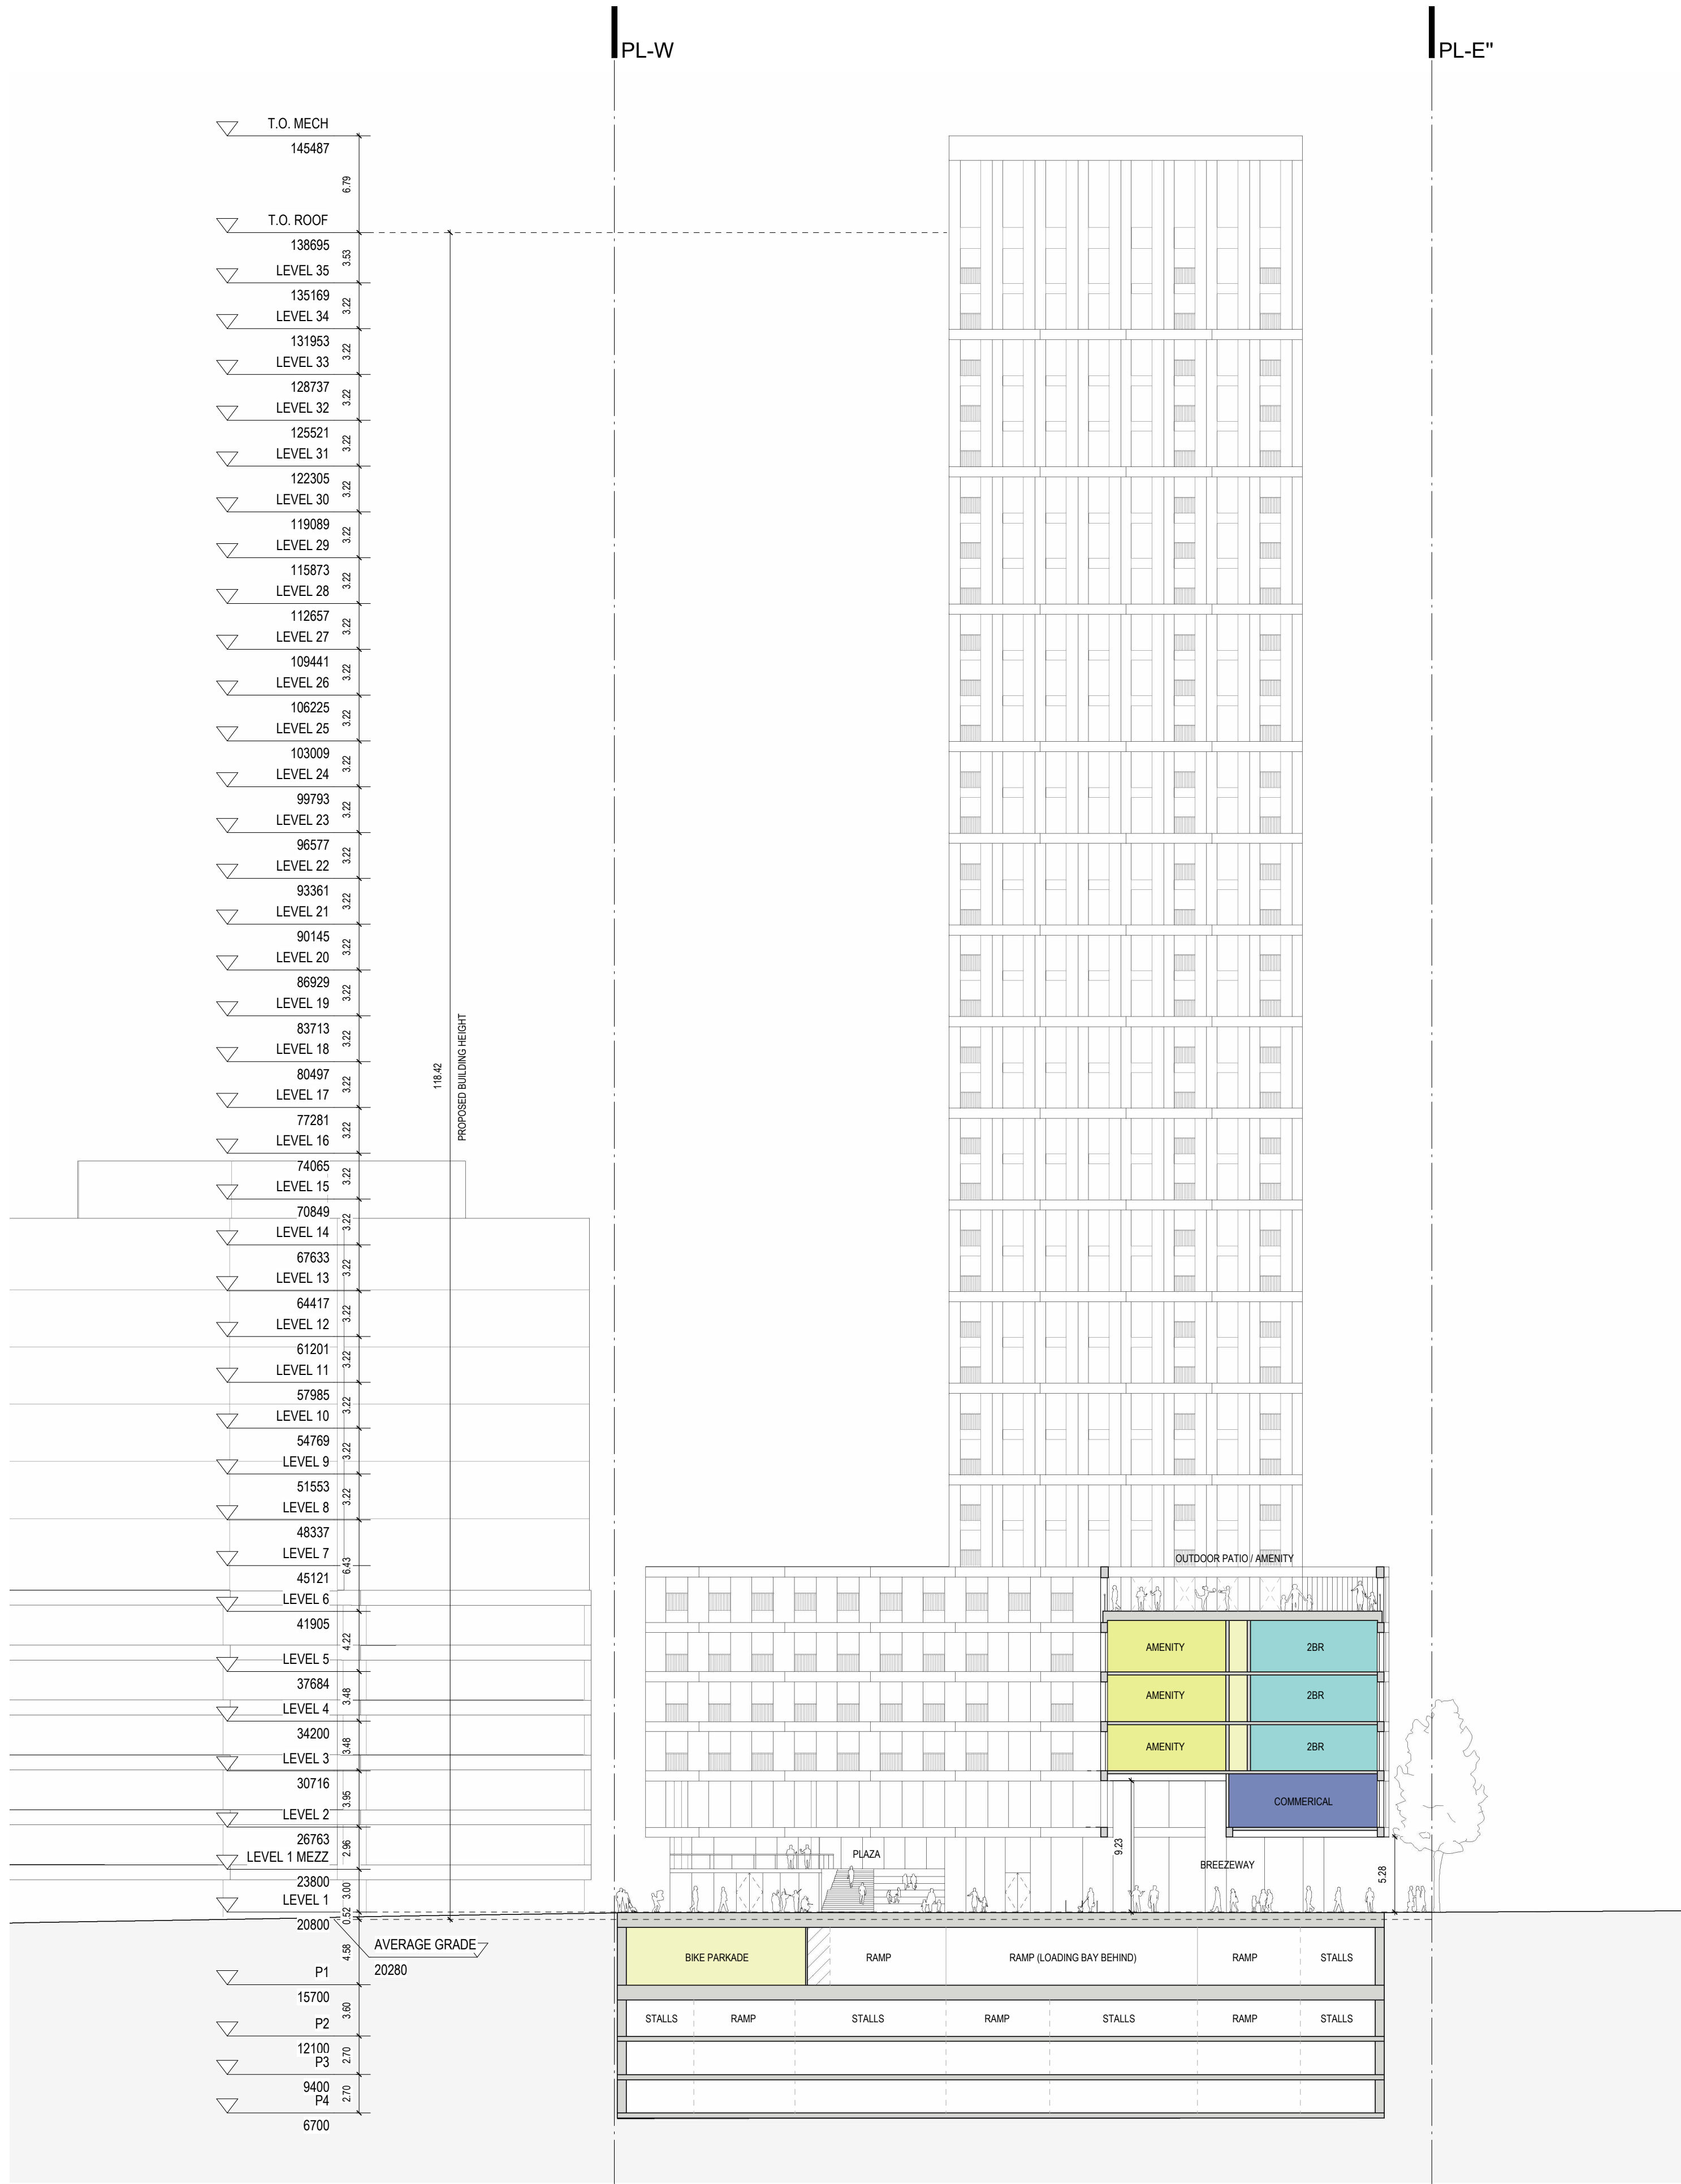 PL-W
PL-E"
T.O. MECH
145487
6.79
T.O. ROOF
138695
3.53
LEVEL 35
135169
3.22
LEVEL 34
131953
3.22
LEVEL 33
128737
3.22
LEVEL 32
125521
3.22
LEVEL 31
122305
3.22
LEVEL 30
119089
3.22
LEVEL 29
115873
3.22
LEVEL 28
112657
3.22
LEVEL 27
109441
3.22
LEVEL 26
106225
3.22
LEVEL 25
103009
3.22
LEVEL 24
99793
3.22
LEVEL 23
96577
3.22
LEVEL 22
93361
3.22
LEVEL 21
90145
3.22
LEVEL 20
86929
3.22
LEVEL 19
83713
3.22
LEVEL 18
80497
3.22
LEVEL 17
77281
3.22
LEVEL 16
74065
3.22
LEVEL 15
70849
3.22
LEVEL 14
67633
3.22
LEVEL 13
64417
3.22
LEVEL 12
61201
3.22
LEVEL 11
57985
3.22
LEVEL 10
54769
3.22
LEVEL 9
51553
3.22
LEVEL 8
48337
LEVEL 7
6.43
45121
LEVEL 6
41905
4.22
LEVEL 5
37684
3.48
LEVEL 4
34200
3.48
LEVEL 3
30716
3.95
LEVEL 2
26763
2.96
LEVEL 1 MEZZ
23800
3.00
LEVEL 1
20800
0.52
AVERAGE GRADE
20280
4.58
P1
15700
3.60
P2
12100
2.70
P3
9400
2.70
P4
6700
118.42
PROPOSED BUILDING HEIGHT
OUTDOOR PATIO / AMENITY
AMENITY
2BR
AMENITY
2BR
AMENITY
2BR
COMMERICAL
9.23
PLAZA
BREEZEWAY
5.28
BIKE PARKADE
RAMP
RAMP (LOADING BAY BEHIND)
RAMP
STALLS
STALLS
RAMP
STALLS
RAMP
STALLS
RAMP
STALLS